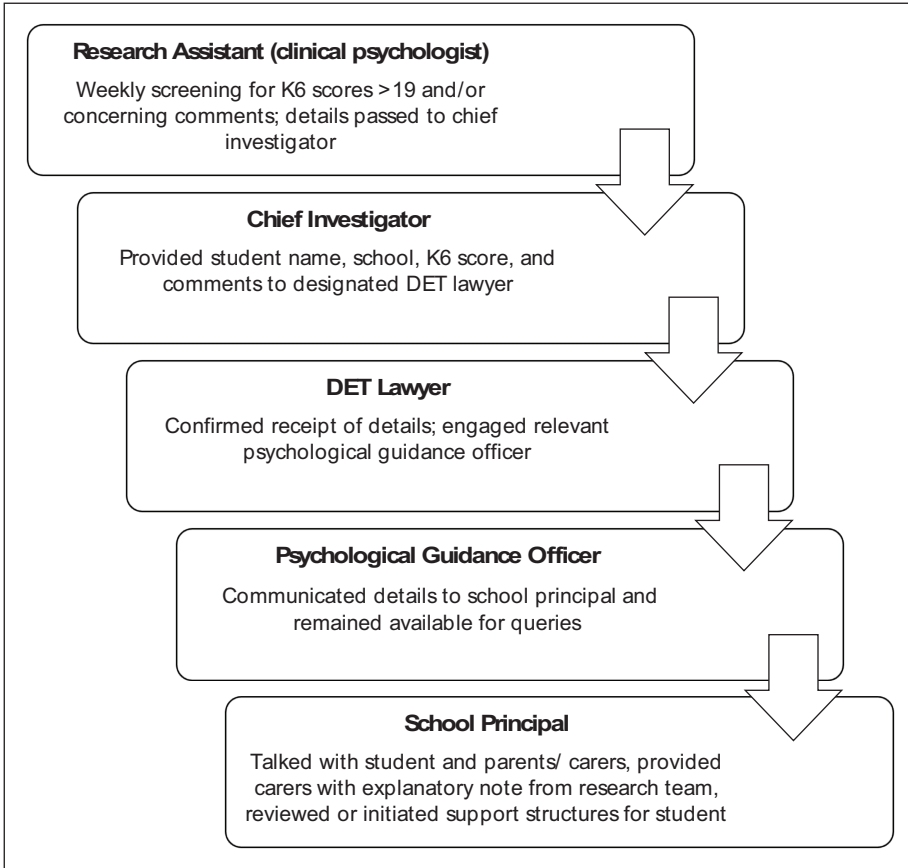 Research Assistant (clinical psychologist)
Weekly screening for K6 scores >19 and/or
concerning comments; details passed to chief
investigator
Chief Investigator
Provided student name, school, K6 score, and
comments to designated DET lawyer
DET Lawyer
Confirmed receipt of details; engaged relevant
psychological guidance officer
Psychological Guidance Officer
Communicated details to school principal and
remained available for queries
School Principal
Talked with student and parents/ carers, provided
carers with explanatory note from research team,
reviewed or initiated support structures for student